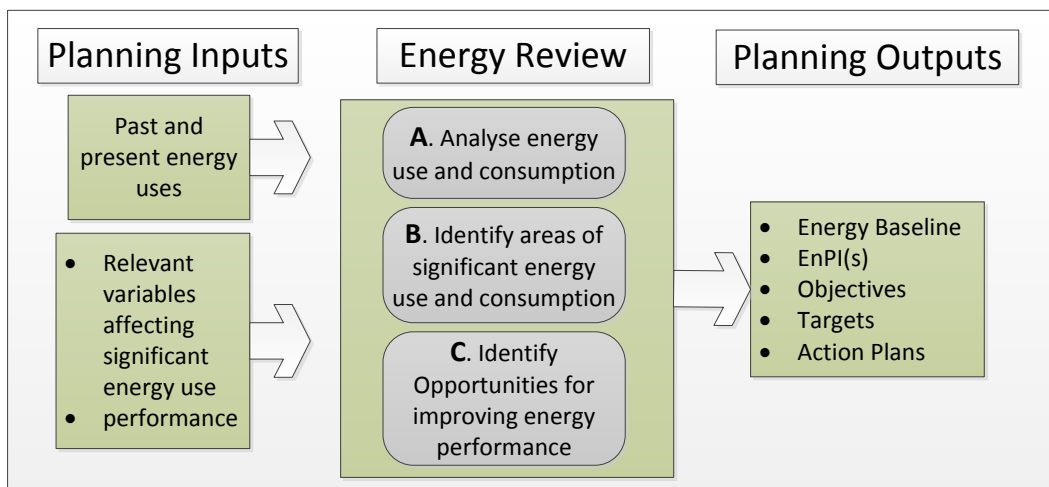 Planning Inputs
Energy Review
Planning Outputs
Past and
present energy
uses
• Relevant
variables
affecting
significant
energy use
• performance
A. Analyse energy
use and consumption
B. Identify areas of
significant energy
use and consumption
C. Identify
Opportunities for
improving energy
performance
• Energy Baseline
• EnPI(s)
• Objectives
• Targets
• Action Plans